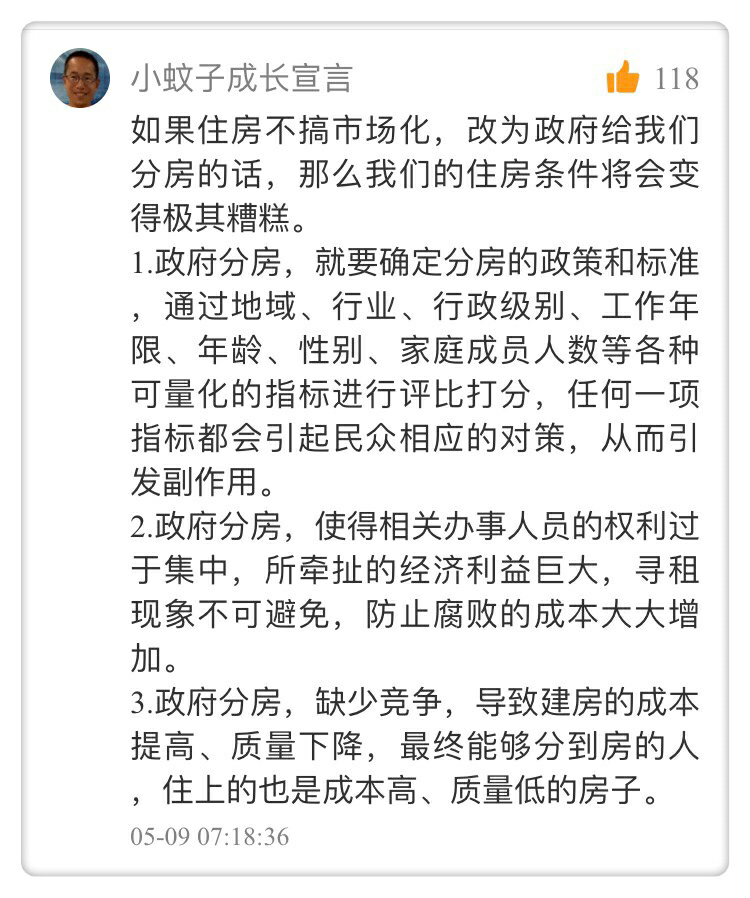 小蚊子成长宣言
118
如果住房不搞市场化，改为政府给我们
分房的话，那么我们的住房条件将会变
得极其糟糕。
1.政府分房，就要确定分房的政策和标准
，通过地域、行业、行政级别、工作年
限、年龄、性别、家庭成员人数等各种
可量化的指标进行评比打分，任何一项
指标都会引起民众相应的对策，从而引
发副作用。
2.政府分房，使得相关办事人员的权利过
于集中，所牵扯的经济利益巨大，寻租
现象不可避免，防止腐败的成本大大增
加。
3.政府分房，缺少竞争，导致建房的成本
提高、质量下降，最终能够分到房的人
，住上的也是成本高、质量低的房子。
05-09 07:18:36